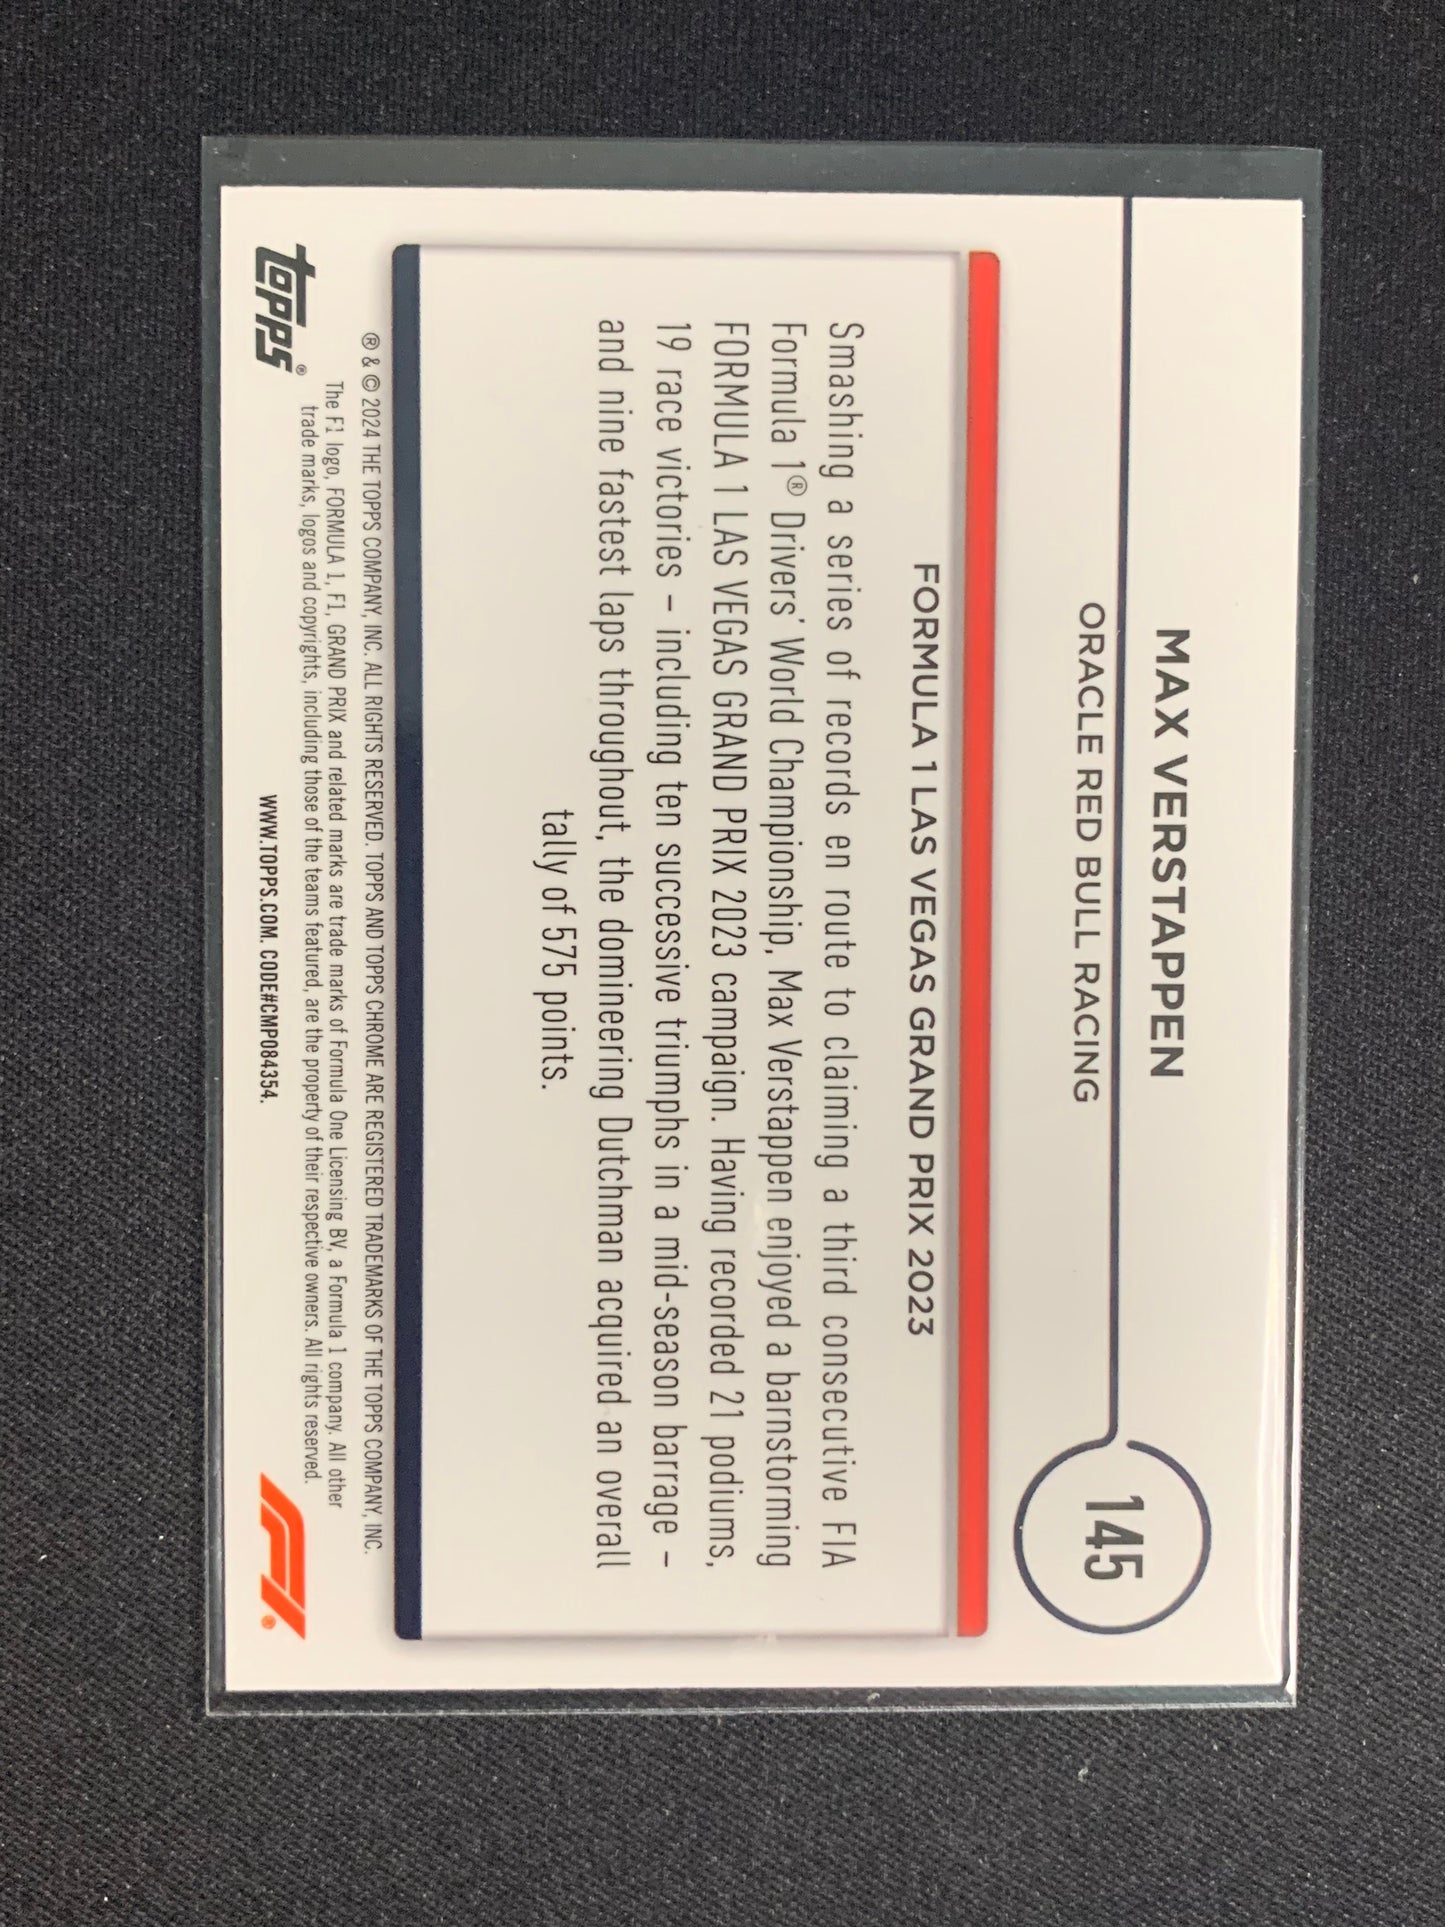 MAX VERSTAPPEN
ORACLE RED BULL RACING
145
FORMULA 1 LAS VEGAS GRAND PRIX 2023
Smashing a series of records en route to claiming a third consecutive FIA
Formula 1® Drivers' World Championship, Max Verstappen enjoyed a barnstorming
FORMULA 1 LAS VEGAS GRAND PRIX 2023 campaign. Having recorded 21 podiums,
19 race victories – including ten successive triumphs in a mid-season barrage –
and nine fastest laps throughout, the domineering Dutchman acquired an overall
tally of 575 points.
® & © 2024 THE TOPPS COMPANY, INC. ALL RIGHTS RESERVED. TOPPS AND TOPPS CHROME ARE REGISTERED TRADEMARKS OF THE TOPPS COMPANY, INC.
The F1 logo, FORMULA 1, F1, GRAND PRIX and related marks are trade marks of Formula One Licensing BV, a Formula 1 company. All other
trade marks, logos and copyrights, including those of the teams featured, are the property of their respective owners. All rights reserved.
topps®
WWW.TOPPS.COM. CODE#CMP084354.
F1®